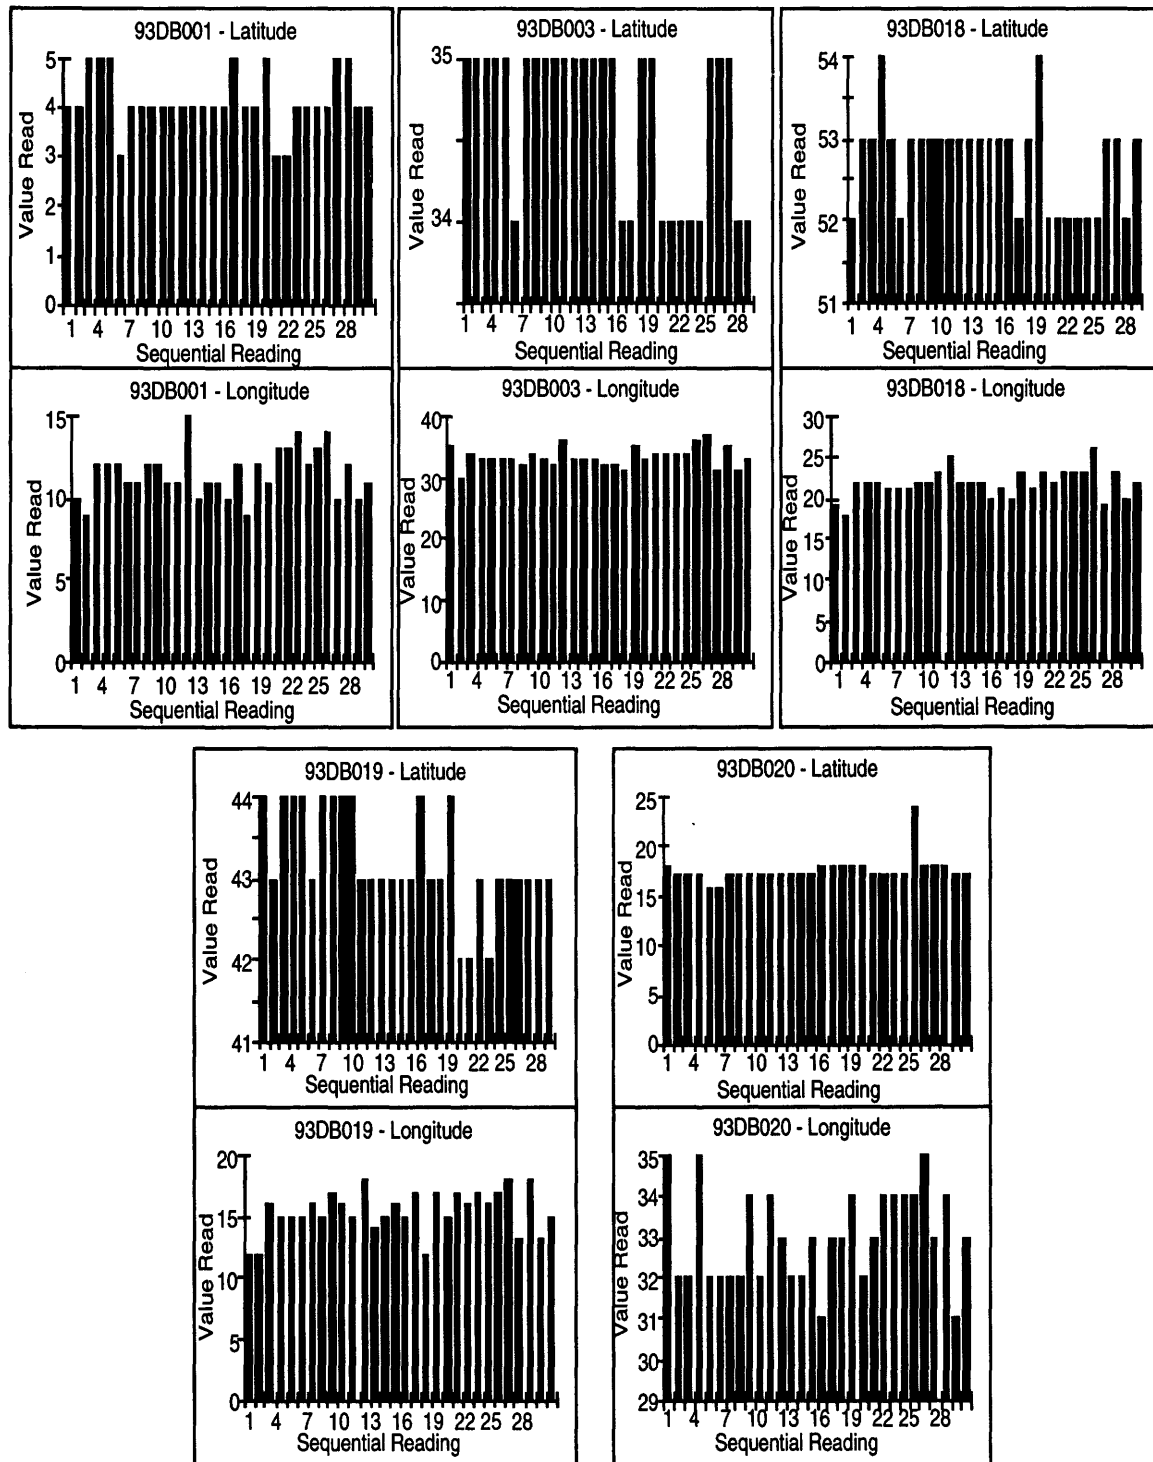 93DB001 - Latitude
Value Read
5
4
3
2
1
0
1 4 7 10 13 16 19 22 25 28
Sequential Reading
93DB003 - Latitude
Value Read
35
34
1 4 7 10 13 16 19 22 25 28
Sequential Reading
93DB018 - Latitude
Value Read
54
53
52
51
1 4 7 10 13 16 19 22 25 28
Sequential Reading
93DB001 - Longitude
Value Read
15
10
5
0
1 4 7 10 13 16 19 22 25 28
Sequential Reading
93DB003 - Longitude
Value Read
40
30
20
10
0
1 4 7 10 13 16 19 22 25 28
Sequential Reading
93DB018 - Longitude
Value Read
30
25
20
15
10
5
0
1 4 7 10 13 16 19 22 25 28
Sequential Reading
93DB019 - Latitude
Value Read
44
43
42
41
1 4 7 10 13 16 19 22 25 28
Sequential Reading
93DB020 - Latitude
Value Read
25
20
15
10
5
0
1 4 7 10 13 16 19 22 25 28
Sequential Reading
93DB019 - Longitude
Value Read
20
15
10
5
0
1 4 7 10 13 16 19 22 25 28
Sequential Reading
93DB020 - Longitude
Value Read
35
34
33
32
31
30
29
1 4 7 10 13 16 19 22 25 28
Sequential Reading